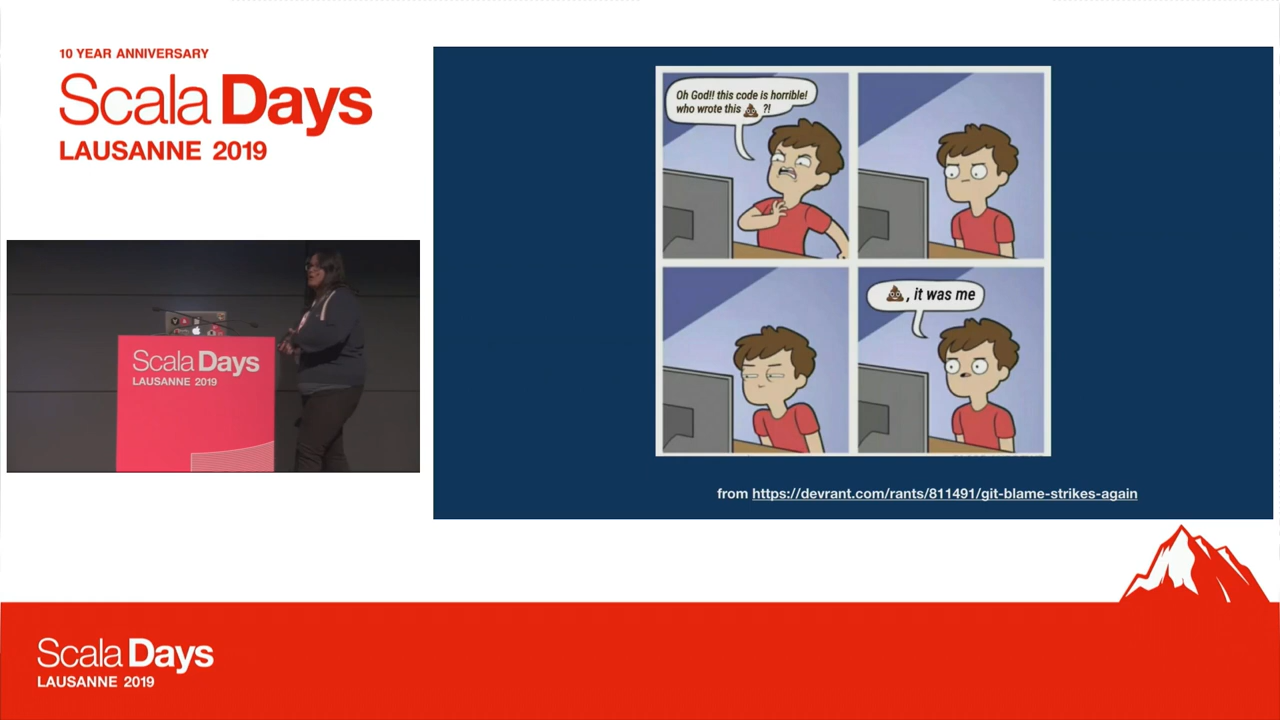 10 YEAR ANNIVERSARY
Scala Days
LAUSANNE 2019
Oh God!! this code is horrible!
who wrote this 💩 ?!
💩, it was me
from https://devrant.com/rants/811491/git-blame-strikes-again
Scala Days
LAUSANNE 2019
Scala Days
LAUSANNE 2019